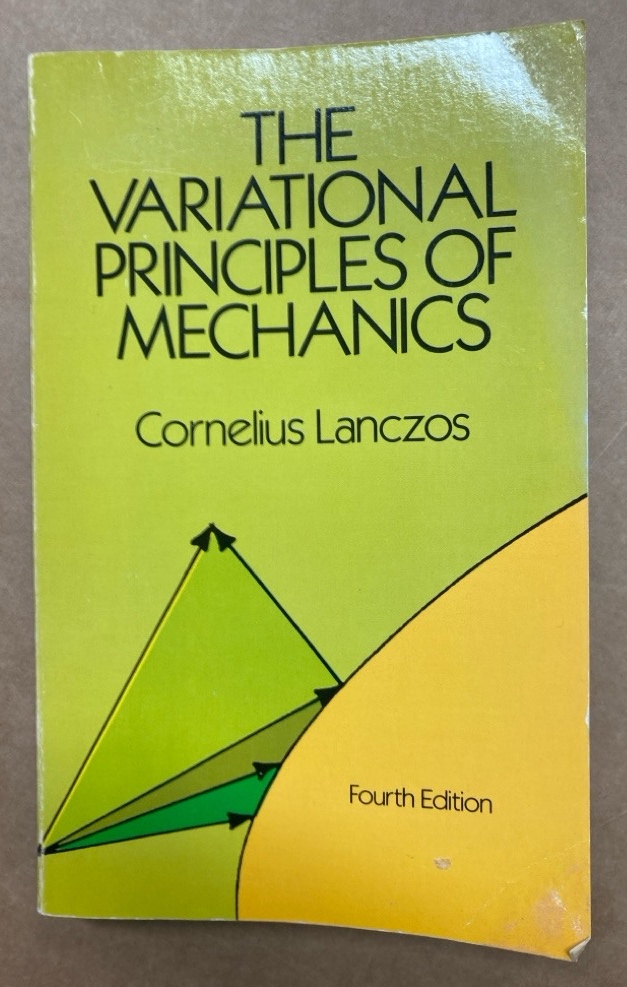 THE
VARIATIONAL
PRINCIPLES OF
MECHANICS
Cornelius Lanczos
Fourth Edition